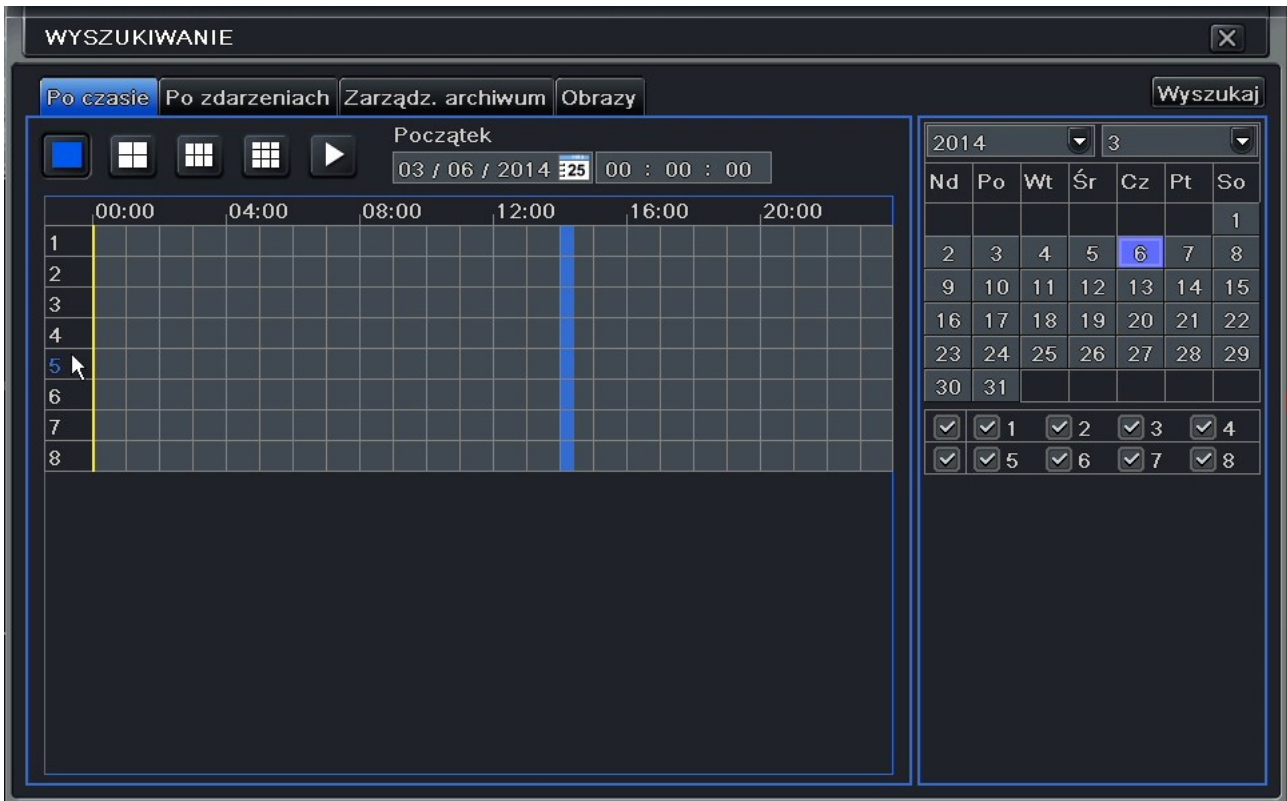 WYSZUKIWANIE
Po czasie Po zdarzeniach Zarządz. archiwum Obrazy Wyszukaj
Początek
03 / 06 / 2014 25 00 : 00 : 00
00:00 04:00 08:00 12:00 16:00 20:00
1
2
3
4
5
6
7
8
2014 3
Nd Po Wt Śr Cz Pt So
1
2 3 4 5 6 7 8
9 10 11 12 13 14 15
16 17 18 19 20 21 22
23 24 25 26 27 28 29
30 31
1 2 3 4
5 6 7 8